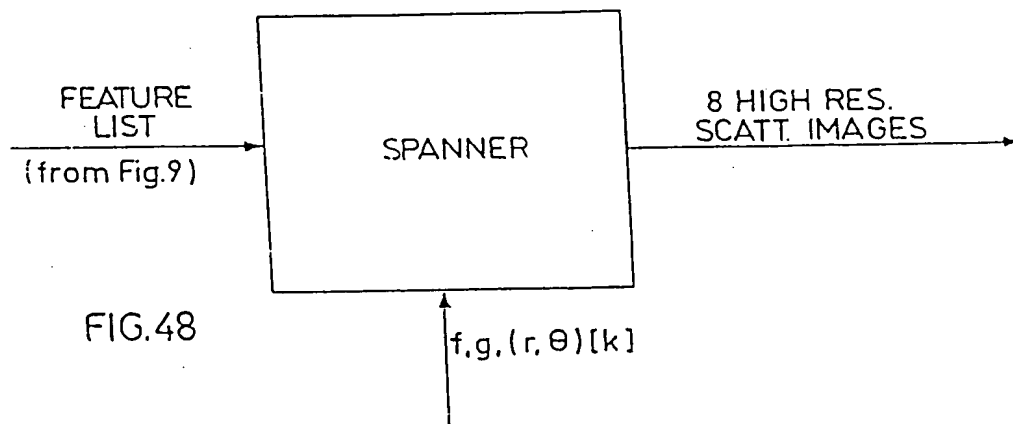 FEATURE
LIST
(from Fig.9)
SPANNER
8 HIGH RES.
SCATT. IMAGES
f,g,(r,θ)[k]
FIG.48